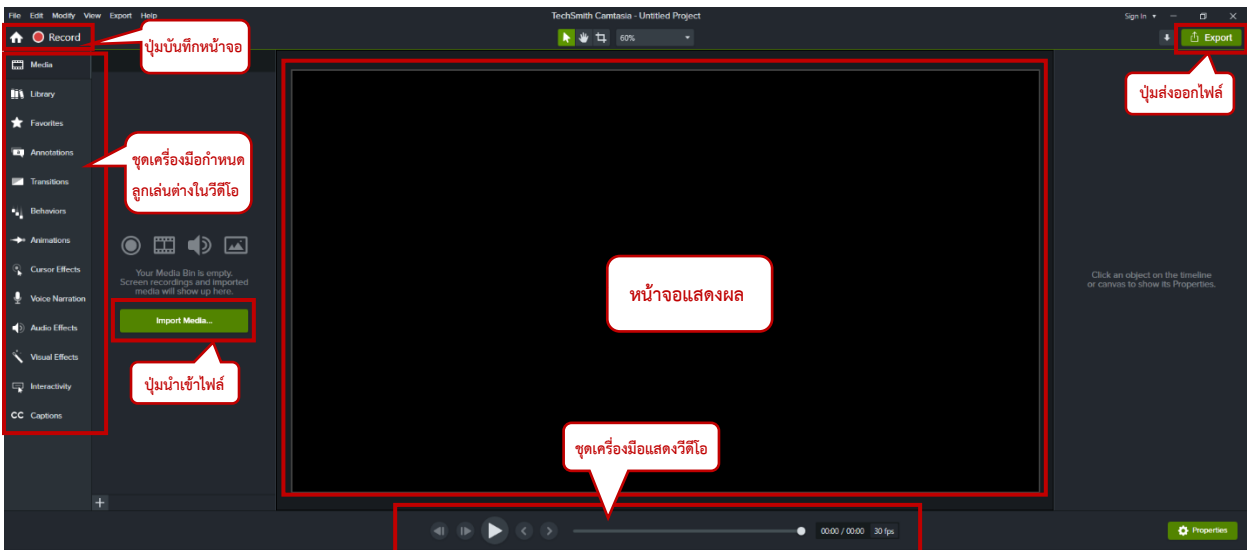 File Edit Modify View Export Help
TechSmith Camtasia - Untitled Project
Sign In
Record
60%
Export
ปุ่มบันทึกหน้าจอ
ปุ่มส่งออกไฟล์
Media
Library
Favorites
Annotations
Transitions
Behaviors
Animations
Cursor Effects
Voice Narration
Audio Effects
Visual Effects
Interactivity
CC Captions
ชุดเครื่องมือกำหนด
ลูกเล่นต่างในวีดีโอ
Your Media Bin is empty.
Screen recordings and imported
media will show up here.
Import Media...
ปุ่มนำเข้าไฟล์
หน้าจอแสดงผล
Click an object on the timeline
or canvas to show its Properties.
ชุดเครื่องมือแสดงวีดีโอ
00:00 / 00:00 30 fps
Properties